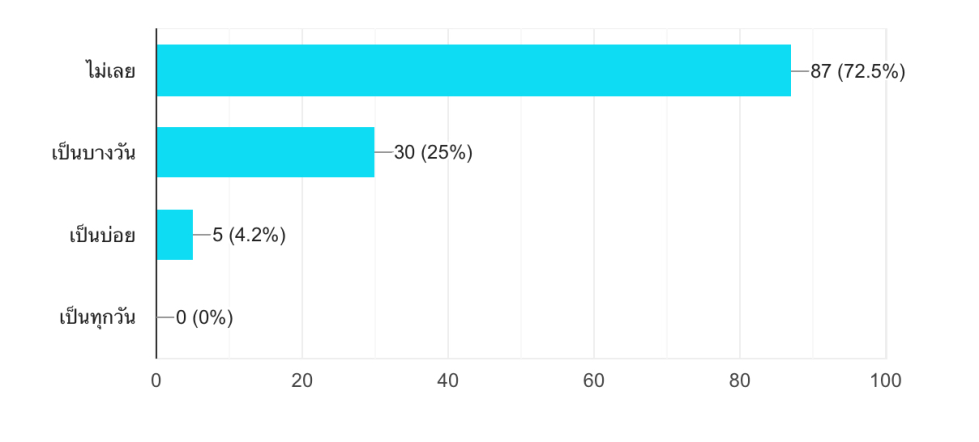 ไม่เลย
87 (72.5%)
เป็นบางวัน
30 (25%)
เป็นบ่อย
5 (4.2%)
เป็นทุกวัน
0 (0%)
0 20 40 60 80 100